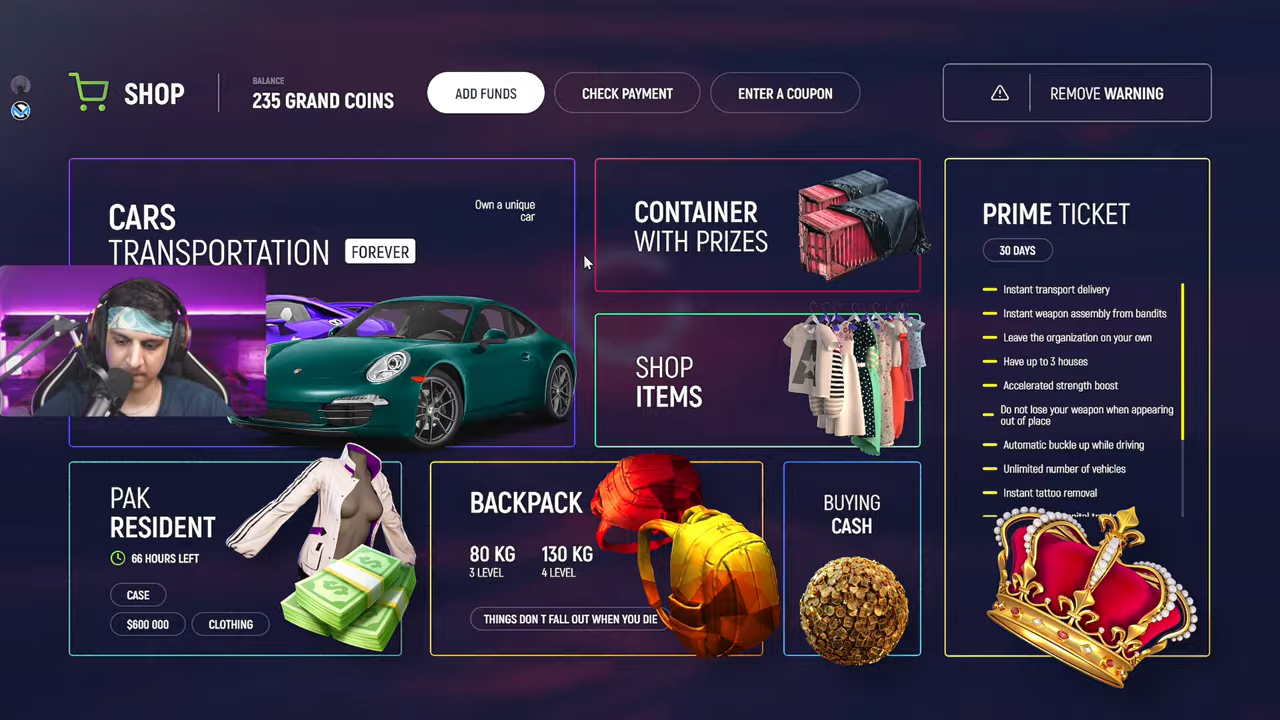 SHOP
BALANCE
235 GRAND COINS
ADD FUNDS
CHECK PAYMENT
ENTER A COUPON
REMOVE WARNING
CARS
TRANSPORTATION FOREVER
Own a unique
car
CONTAINER
WITH PRIZES
SHOP
ITEMS
PRIME TICKET
30 DAYS
Instant transport delivery
Instant weapon assembly from bandits
Leave the organization on your own
Have up to 3 houses
Accelerated strength boost
Do not lose your weapon when appearing
out of place
Automatic buckle up while driving
Unlimited number of vehicles
Instant tattoo removal
PAK
RESIDENT
66 HOURS LEFT
CASE
$600 000
CLOTHING
BACKPACK
80 KG 130 KG
3 LEVEL 4 LEVEL
THINGS DON T FALL OUT WHEN YOU DIE
BUYING
CASH